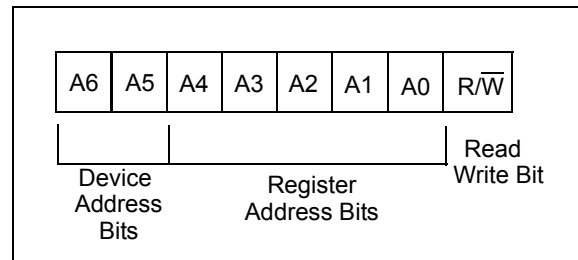 A6 A5 A4 A3 A2 A1 A0 R/W̅
Device Address Bits
Register Address Bits
Read Write Bit